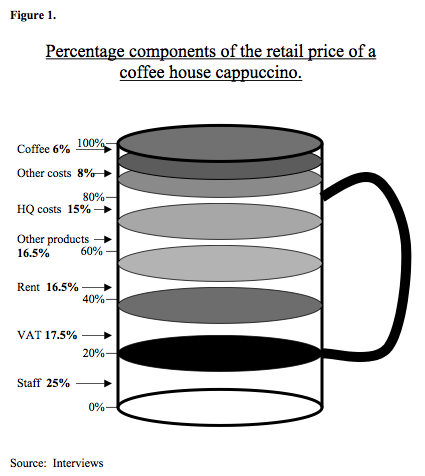 Figure 1.
Percentage components of the retail price of a
coffee house cappuccino.
100%
Coffee 6%
Other costs 8%
80%
HQ costs 15%
Other products
16.5%
60%
Rent 16.5%
40%
VAT 17.5%
20%
Staff 25%
0%
Source: Interviews